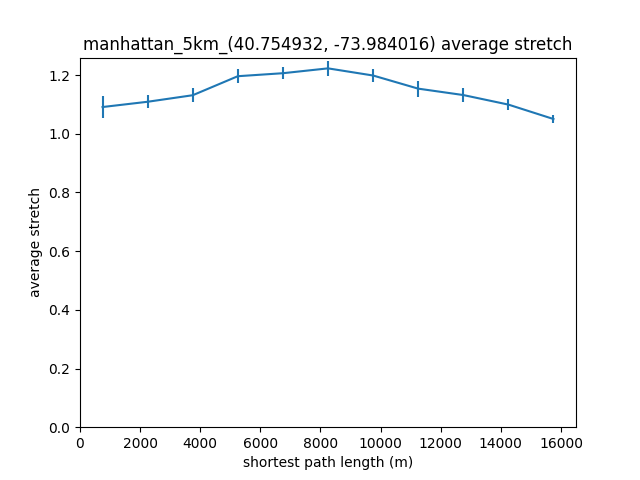 manhattan_5km_(40.754932, -73.984016) average stretch
1.2
1.0
0.8
0.6
0.4
0.2
0.0
average stretch
0 2000 4000 6000 8000 10000 12000 14000 16000
shortest path length (m)